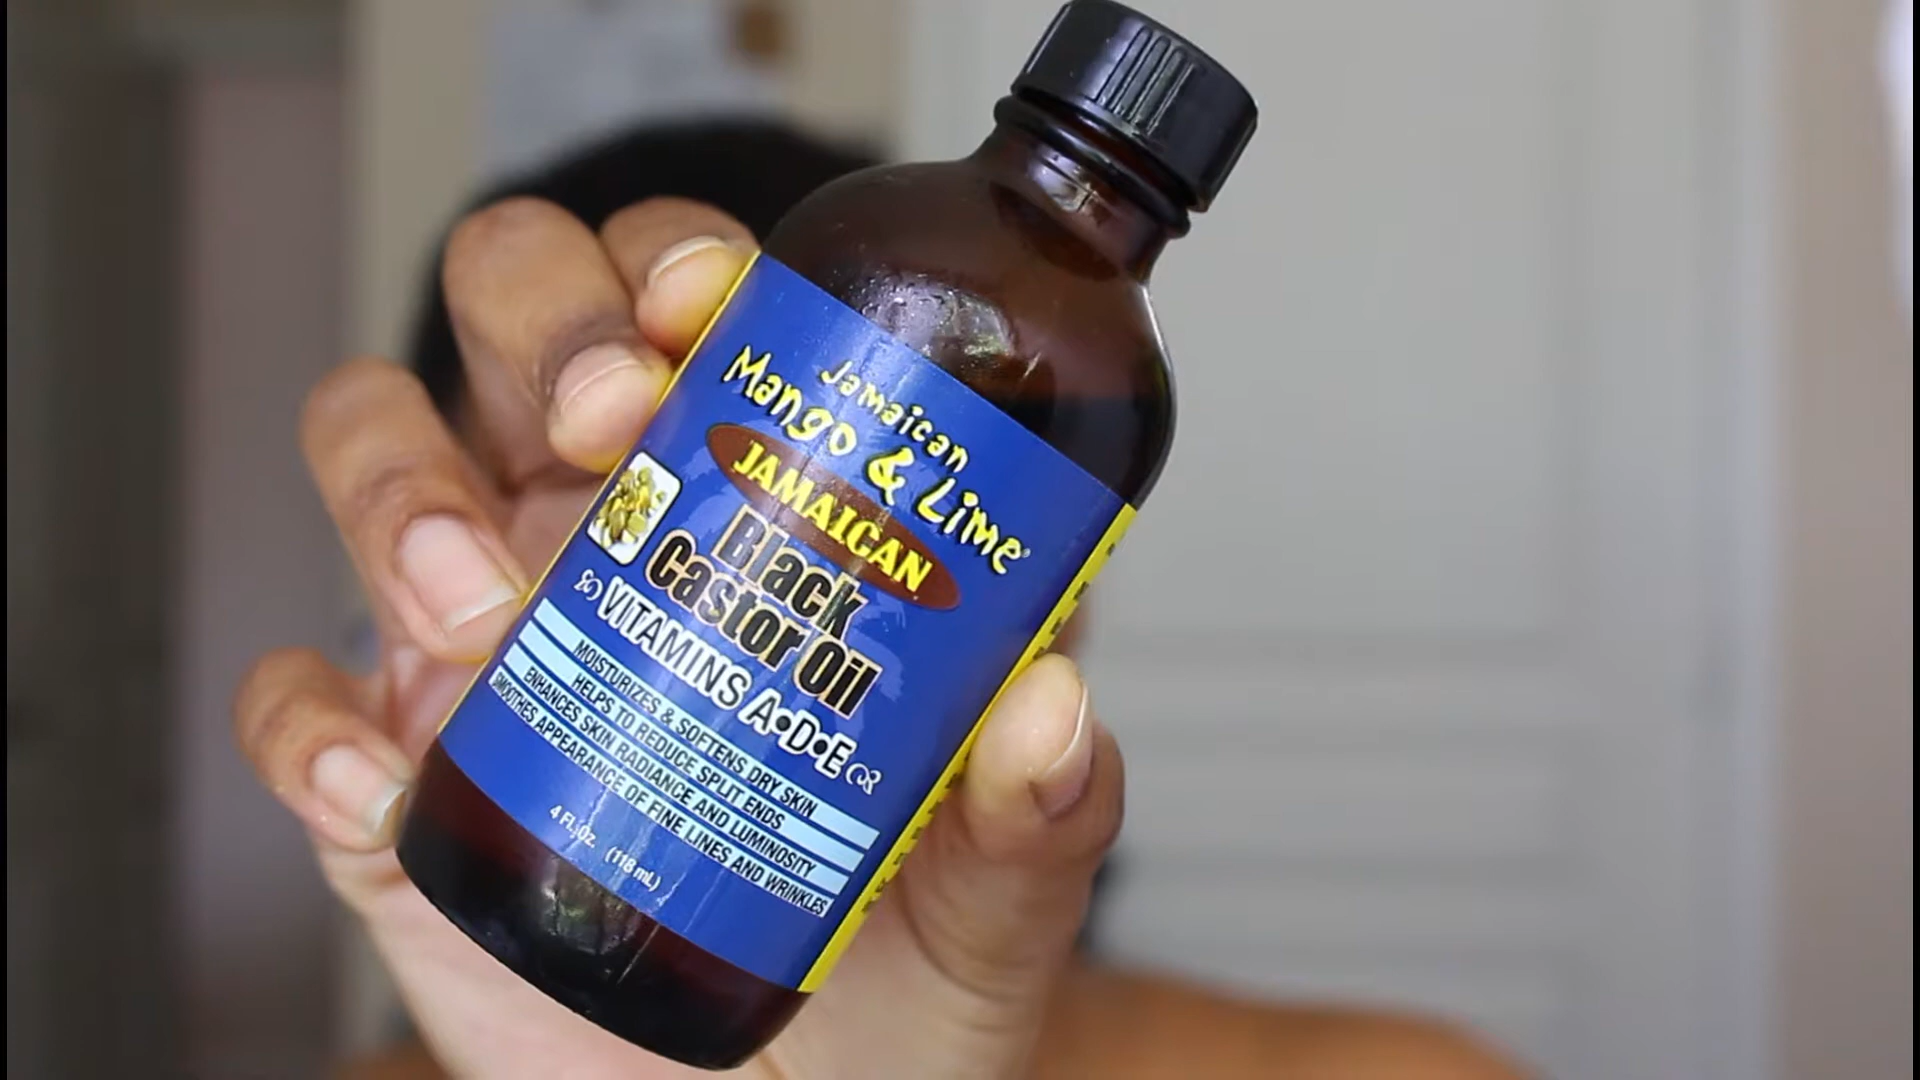 Jamaican
Mango & Lime®
JAMAICAN
Black
Castor Oil
VITAMINS A•D•E
MOISTURIZES & SOFTENS DRY SKIN
HELPS TO REDUCE SPLIT ENDS
ENHANCES SKIN RADIANCE AND LUMINOSITY
SMOOTHES APPEARANCE OF FINE LINES AND WRINKLES
4 Fl. Oz. (118 mL)